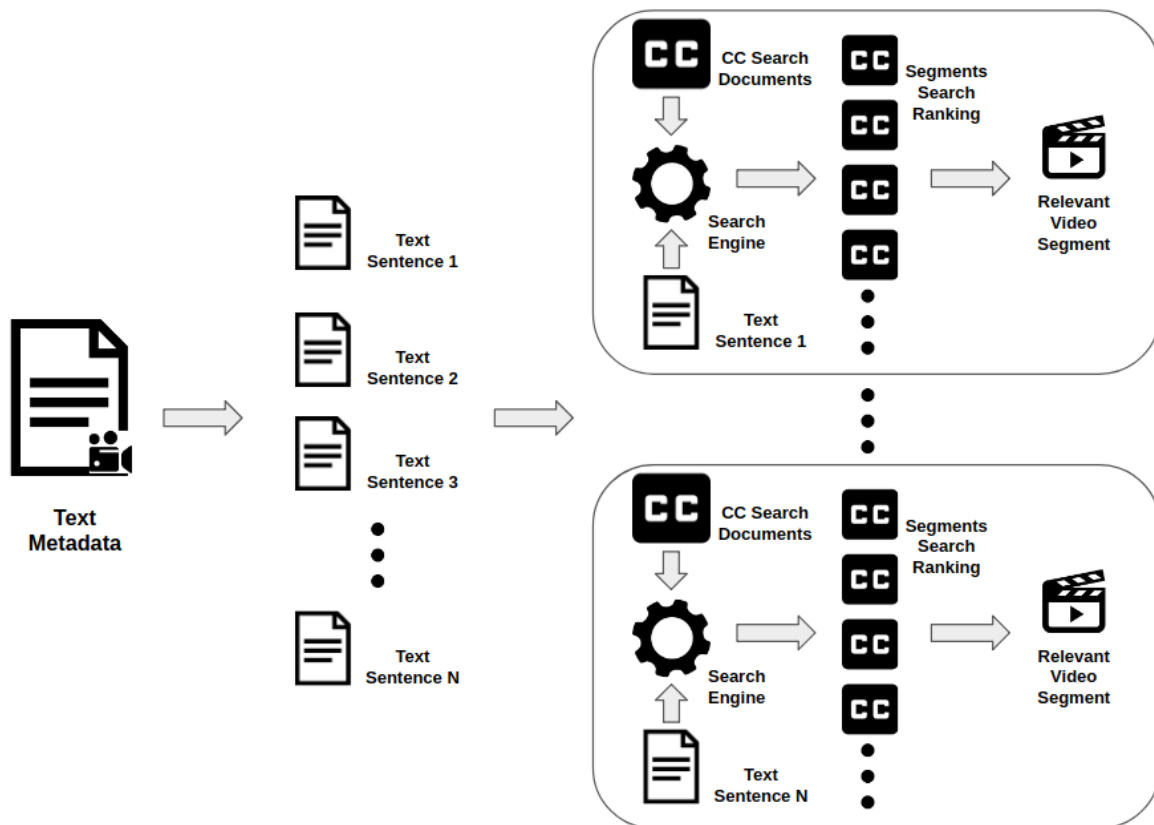 Text
Metadata
Text
Sentence 1
Text
Sentence 2
Text
Sentence 3
Text
Sentence N
CC
CC Search
Documents
Search
Engine
Text
Sentence 1
CC
CC
CC
CC
Segments
Search
Ranking
Relevant
Video
Segment
CC
CC Search
Documents
Search
Engine
Text
Sentence N
CC
CC
CC
CC
Segments
Search
Ranking
Relevant
Video
Segment